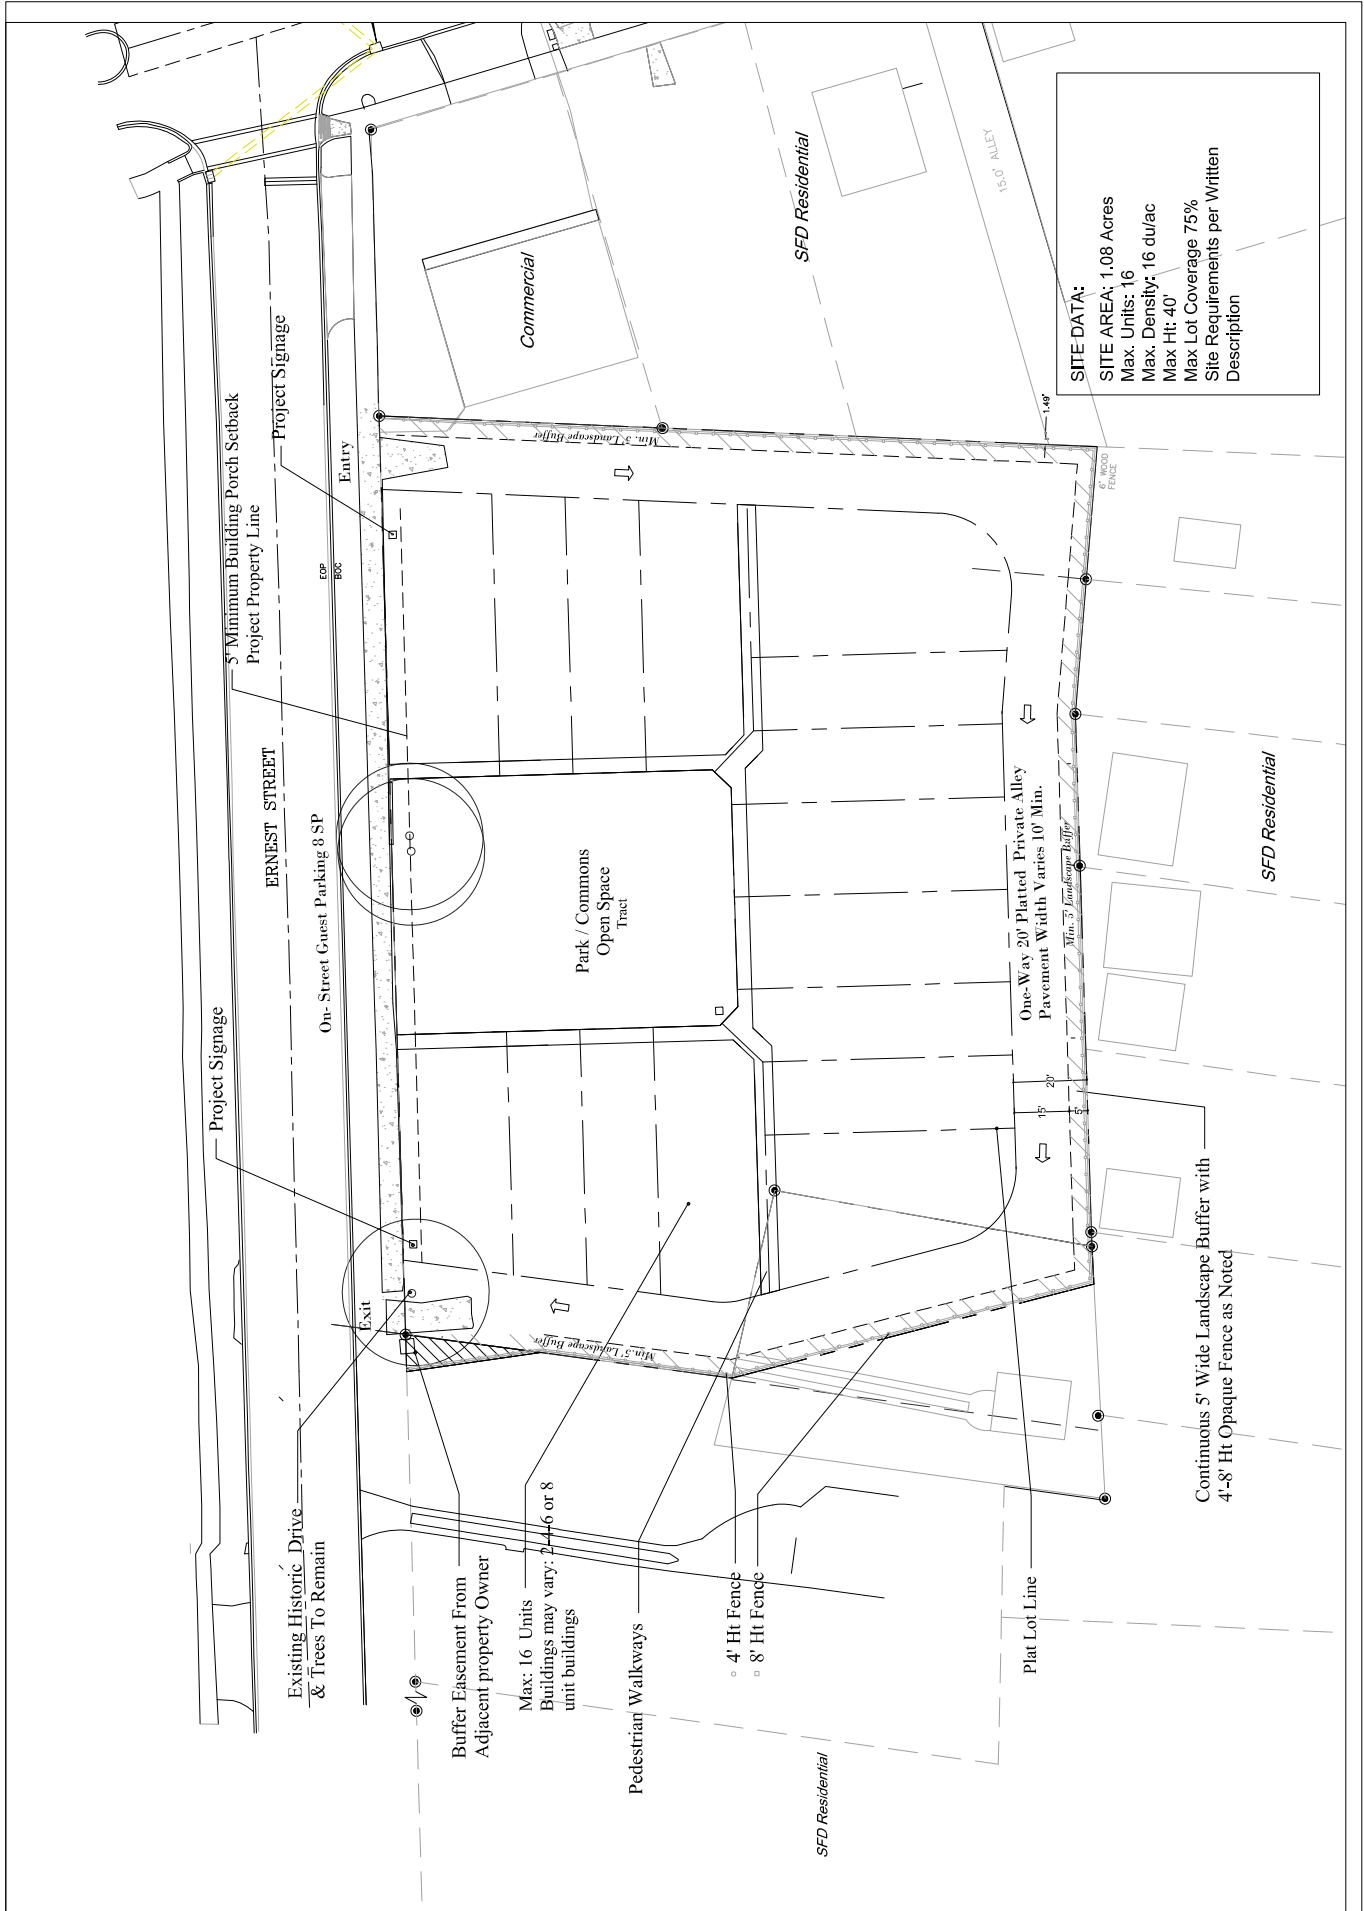 Project Signage
Existing Historic Drive
& Trees To Remain
ERNEST STREET
5' Minimum Building Porch Setback
Project Property Line
Project Signage
On- Street Guest Parking 8 SP
EOP
BOC
Exit
Entry
Buffer Easement From
Adjacent property Owner
Max: 16 Units
Buildings may vary: 2-4-6 or 8
unit buildings
Pedestrian Walkways
4' Ht Fence
8' Ht Fence
Plat Lot Line
Min. 5' Landscape Buffer
Park / Commons
Open Space
Tract
Min. 5' Landscape Buffer
Commercial
SFD Residential
15.0' ALLEY
1.49'
6' WOOD
FENCE
One-Way 20' Platted Private Alley
Pavement Width Varies 10' Min.
Min. 5' Landscape Buffer
20'
15'
5'
SFD Residential
SFD Residential
Continuous 5' Wide Landscape Buffer with
4'-8' Ht Opaque Fence as Noted
SITE DATA:
SITE AREA: 1.08 Acres
Max. Units: 16
Max. Density: 16 du/ac
Max Ht: 40'
Max Lot Coverage 75%
Site Requirements per Written
Description